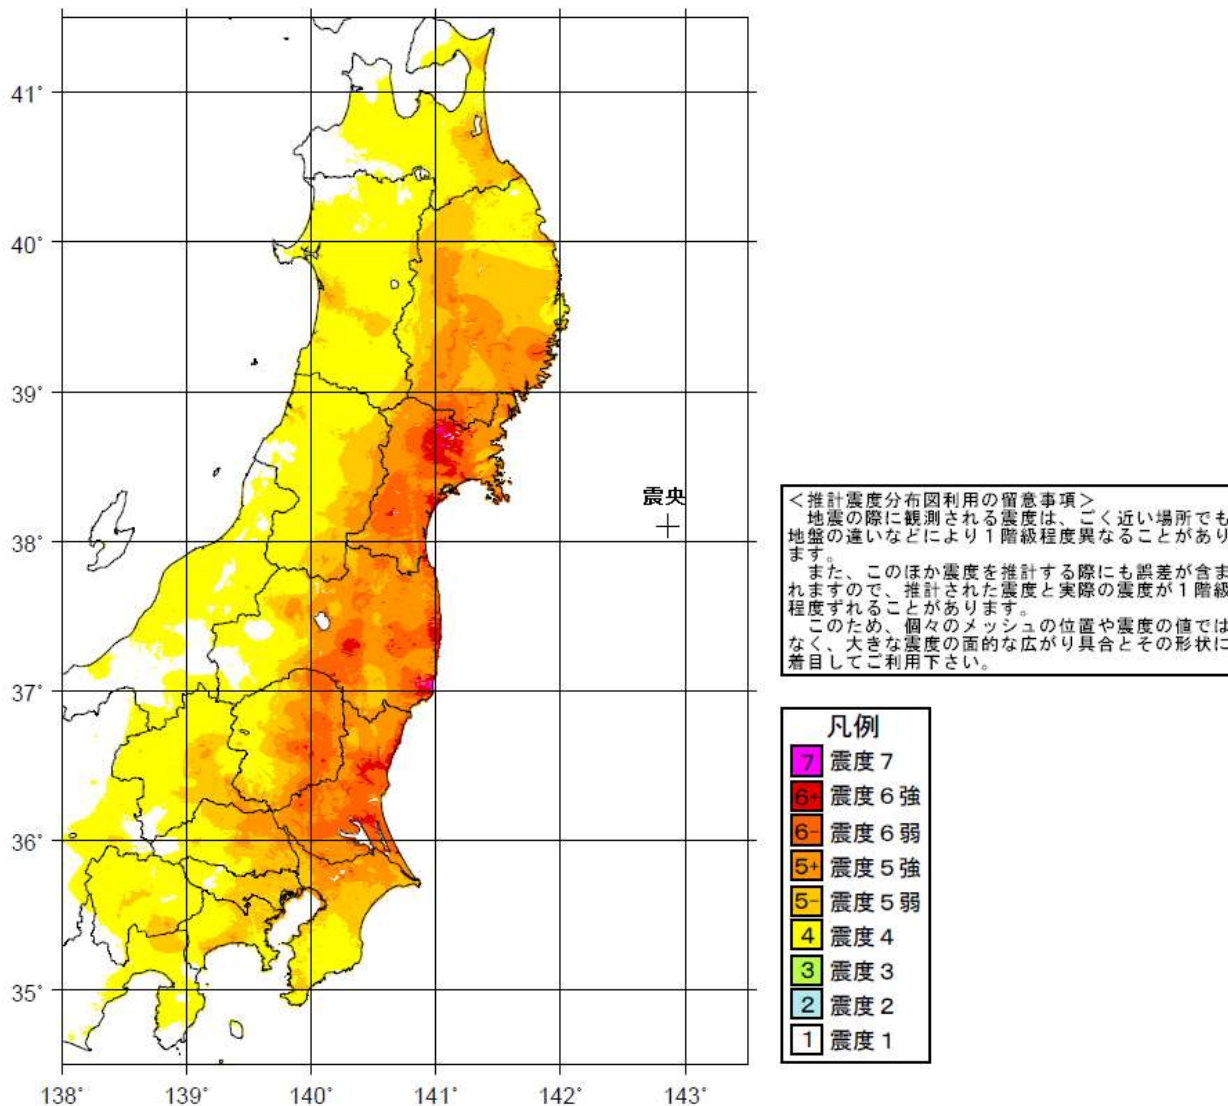 41°
40°
39°
38°
37°
36°
35°
138°
139°
140°
141°
142°
143°
震央
＜推計震度分布図利用の留意事項＞
地震の際に観測される震度は、ごく近い場所でも
地盤の違いなどにより１階級程度異なることがあり
ます。
また、このほか震度を推計する際にも誤差が含ま
れますので、推計された震度と実際の震度が１階級
程度ずれることがあります。
このため、個々のメッシュの位置や震度の値では
なく、大きな震度の面的な広がり具合とその形状に
着目してご利用下さい。
凡例
7 震度７
6+ 震度６強
6- 震度６弱
5+ 震度５強
5- 震度５弱
4 震度４
3 震度３
2 震度２
1 震度１